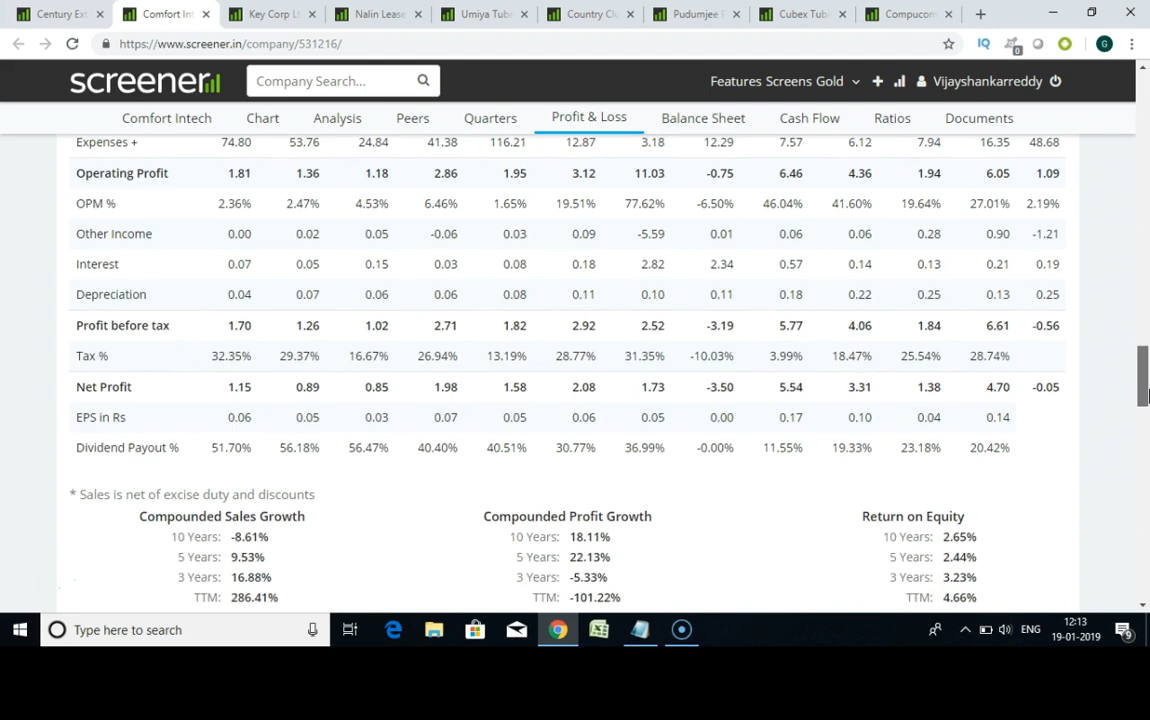 Century Ext
Comfort Int
Key Corp Lt
Nalin Lease
Umiya Tube
Country Clu
Pudumjee P
Cubex Tubi
Compucom
https://www.screener.in/company/531216/
screener
Company Search...
Features Screens Gold
Vijayshankarreddy
Comfort Intech Chart Analysis Peers Quarters Profit & Loss Balance Sheet Cash Flow Ratios Documents
Expenses + 74.80 53.76 24.84 41.38 116.21 12.87 3.18 12.29 7.57 6.12 7.94 16.35 48.68
Operating Profit 1.81 1.36 1.18 2.86 1.95 3.12 11.03 -0.75 6.46 4.36 1.94 6.05 1.09
OPM % 2.36% 2.47% 4.53% 6.46% 1.65% 19.51% 77.62% -6.50% 46.04% 41.60% 19.64% 27.01% 2.19%
Other Income 0.00 0.02 0.05 -0.06 0.03 0.09 -5.59 0.01 0.06 0.06 0.28 0.90 -1.21
Interest 0.07 0.05 0.15 0.03 0.08 0.18 2.82 2.34 0.57 0.14 0.13 0.21 0.19
Depreciation 0.04 0.07 0.06 0.06 0.08 0.11 0.10 0.11 0.18 0.22 0.25 0.13 0.25
Profit before tax 1.70 1.26 1.02 2.71 1.82 2.92 2.52 -3.19 5.77 4.06 1.84 6.61 -0.56
Tax % 32.35% 29.37% 16.67% 26.94% 13.19% 28.77% 31.35% -10.03% 3.99% 18.47% 25.54% 28.74%
Net Profit 1.15 0.89 0.85 1.98 1.58 2.08 1.73 -3.50 5.54 3.31 1.38 4.70 -0.05
EPS in Rs 0.06 0.05 0.03 0.07 0.05 0.06 0.05 0.00 0.17 0.10 0.04 0.14
Dividend Payout % 51.70% 56.18% 56.47% 40.40% 40.51% 30.77% 36.99% -0.00% 11.55% 19.33% 23.18% 20.42%
* Sales is net of excise duty and discounts
Compounded Sales Growth Compounded Profit Growth Return on Equity
10 Years: -8.61% 10 Years: 18.11% 10 Years: 2.65%
5 Years: 9.53% 5 Years: 22.13% 5 Years: 2.44%
3 Years: 16.88% 3 Years: -5.33% 3 Years: 3.23%
TTM: 286.41% TTM: -101.22% TTM: 4.66%
Type here to search
ENG
12:13
19-01-2019